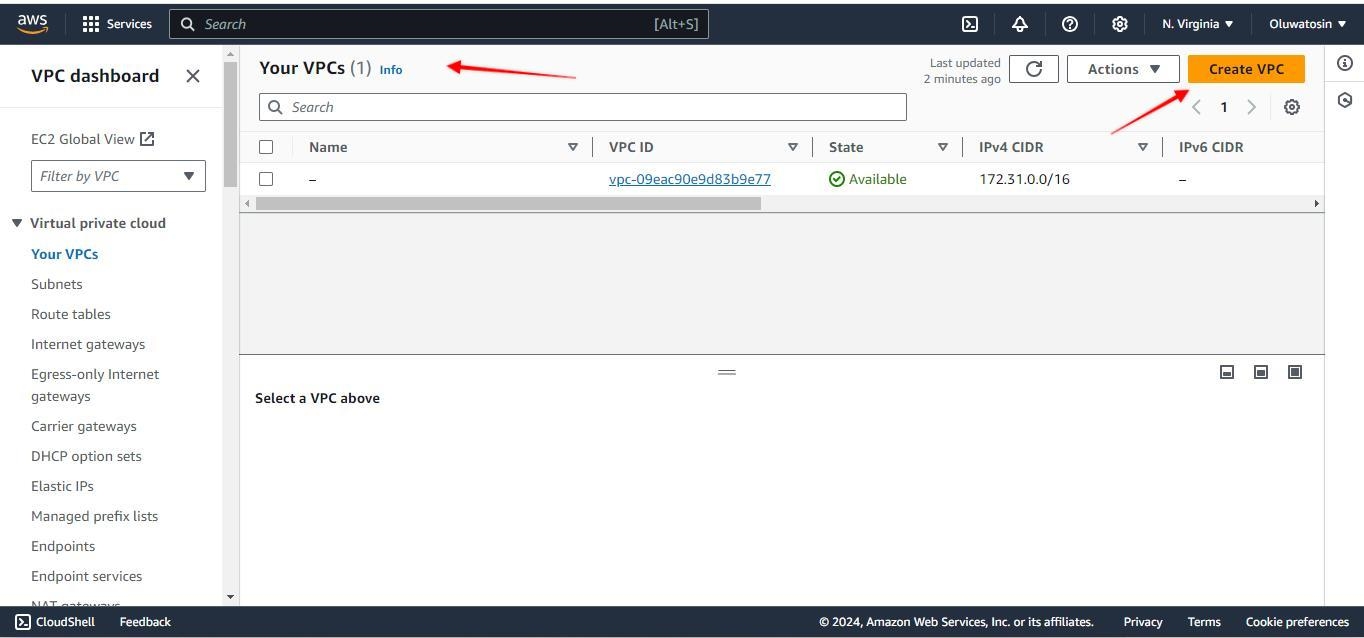 aws
Services
Search
[Alt+S]
N. Virginia
Oluwatosin
VPC dashboard
EC2 Global View
Filter by VPC
Virtual private cloud
Your VPCs
Subnets
Route tables
Internet gateways
Egress-only Internet
gateways
Carrier gateways
DHCP option sets
Elastic IPs
Managed prefix lists
Endpoints
Endpoint services
NAT gateways
Your VPCs (1) Info
Last updated
2 minutes ago
Actions
Create VPC
Search
1
Name
VPC ID
State
IPv4 CIDR
IPv6 CIDR
–
vpc-09eac90e9d83b9e77
Available
172.31.0.0/16
–
Select a VPC above
CloudShell
Feedback
© 2024, Amazon Web Services, Inc. or its affiliates.
Privacy
Terms
Cookie preferences